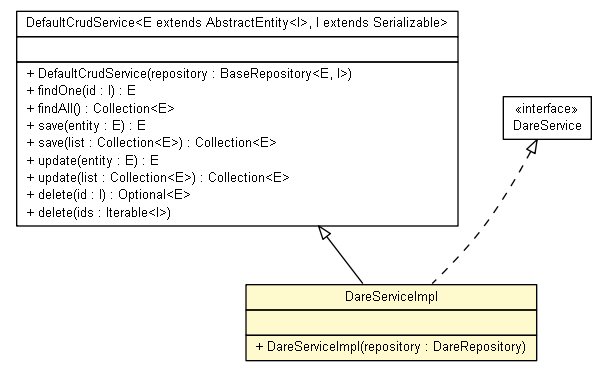 DefaultCrudService<E extends AbstractEntity<I>, I extends Serializable>
+ DefaultCrudService(repository : BaseRepository<E, I>)
+ findOne(id : I) : E
+ findAll() : Collection<E>
+ save(entity : E) : E
+ save(list : Collection<E>) : Collection<E>
+ update(entity : E) : E
+ update(list : Collection<E>) : Collection<E>
+ delete(id : I) : Optional<E>
+ delete(ids : Iterable<I>)
«interface»
DareService
DareServiceImpl
+ DareServiceImpl(repository : DareRepository)